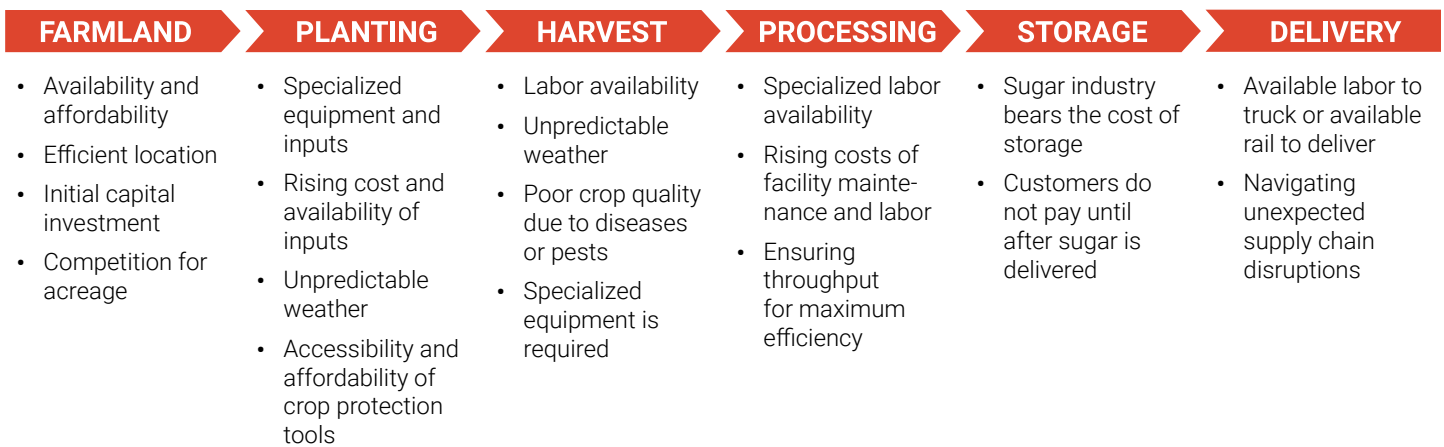 FARMLAND
• Availability and
affordability
• Efficient location
• Initial capital
investment
• Competition for
acreage
PLANTING
• Specialized
equipment and
inputs
• Rising cost and
availability of
inputs
• Unpredictable
weather
• Accessibility and
affordability of
crop protection
tools
HARVEST
• Labor availability
• Unpredictable
weather
• Poor crop quality
due to diseases
or pests
• Specialized
equipment is
required
PROCESSING
• Specialized labor
availability
• Rising costs of
facility mainte-
nance and labor
• Ensuring
throughput
for maximum
efficiency
STORAGE
• Sugar industry
bears the cost of
storage
• Customers do
not pay until
after sugar is
delivered
DELIVERY
• Available labor to
truck or available
rail to deliver
• Navigating
unexpected
supply chain
disruptions